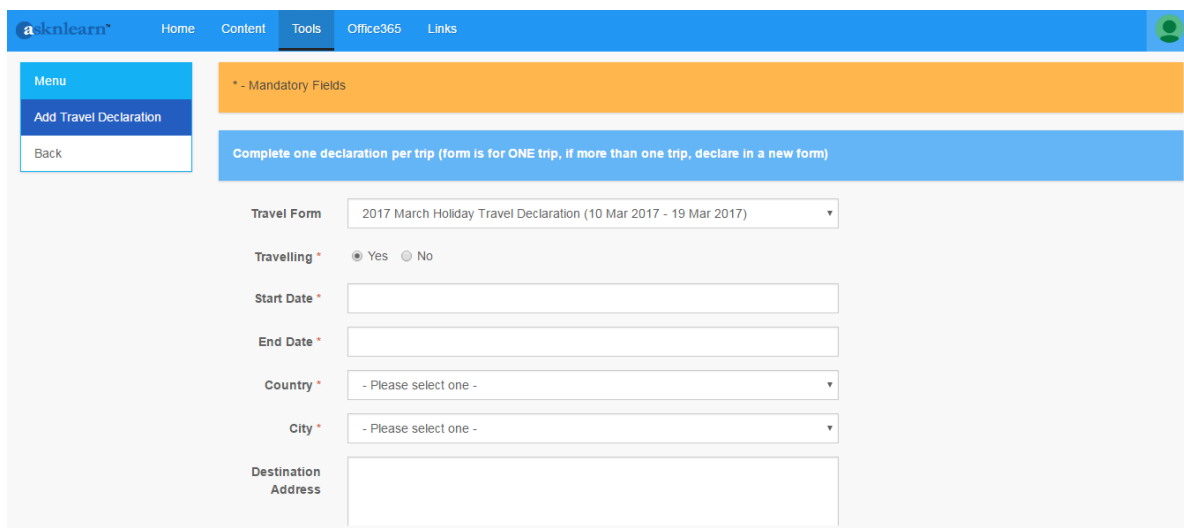 asknlearn™ Home Content Tools Office365 Links
Menu
Add Travel Declaration
Back
* - Mandatory Fields
Complete one declaration per trip (form is for ONE trip, if more than one trip, declare in a new form)
Travel Form 2017 March Holiday Travel Declaration (10 Mar 2017 - 19 Mar 2017)
Travelling * Yes No
Start Date *
End Date *
Country * - Please select one -
City * - Please select one -
Destination
Address